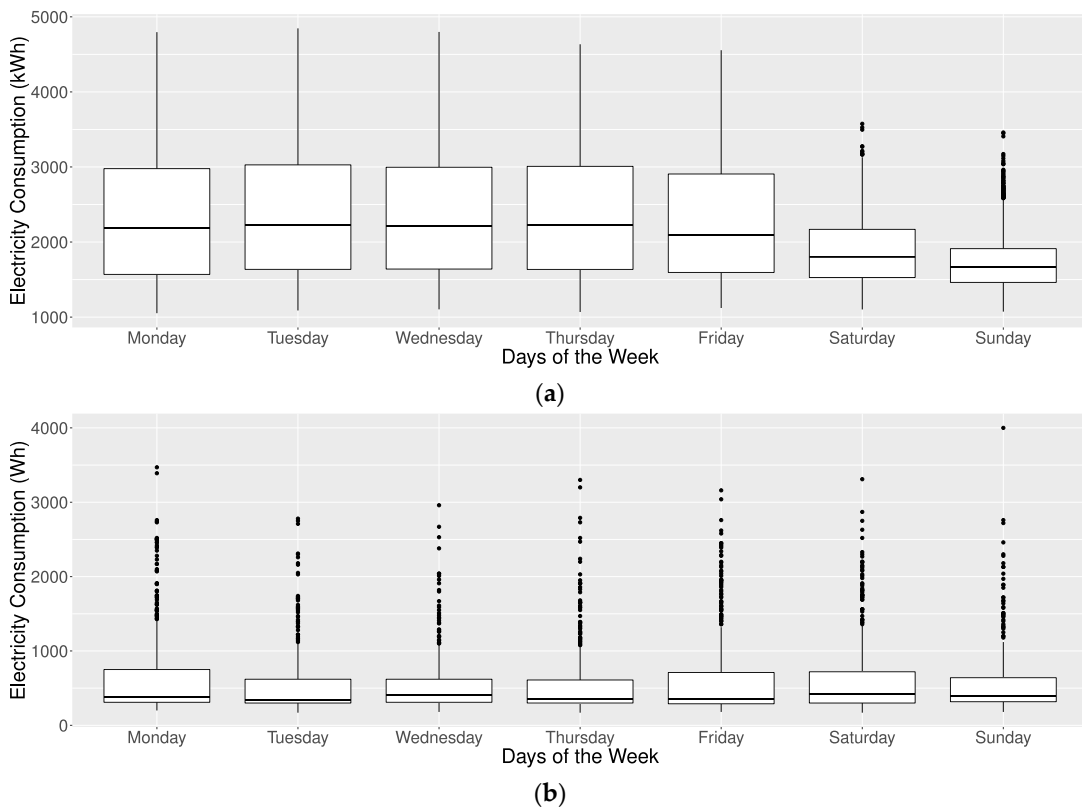 Electricity Consumption (kWh)
5000
4000
3000
2000
1000
Monday Tuesday Wednesday Thursday Friday Saturday Sunday
Days of the Week
(a)
Electricity Consumption (Wh)
4000
3000
2000
1000
0
Monday Tuesday Wednesday Thursday Friday Saturday Sunday
Days of the Week
(b)